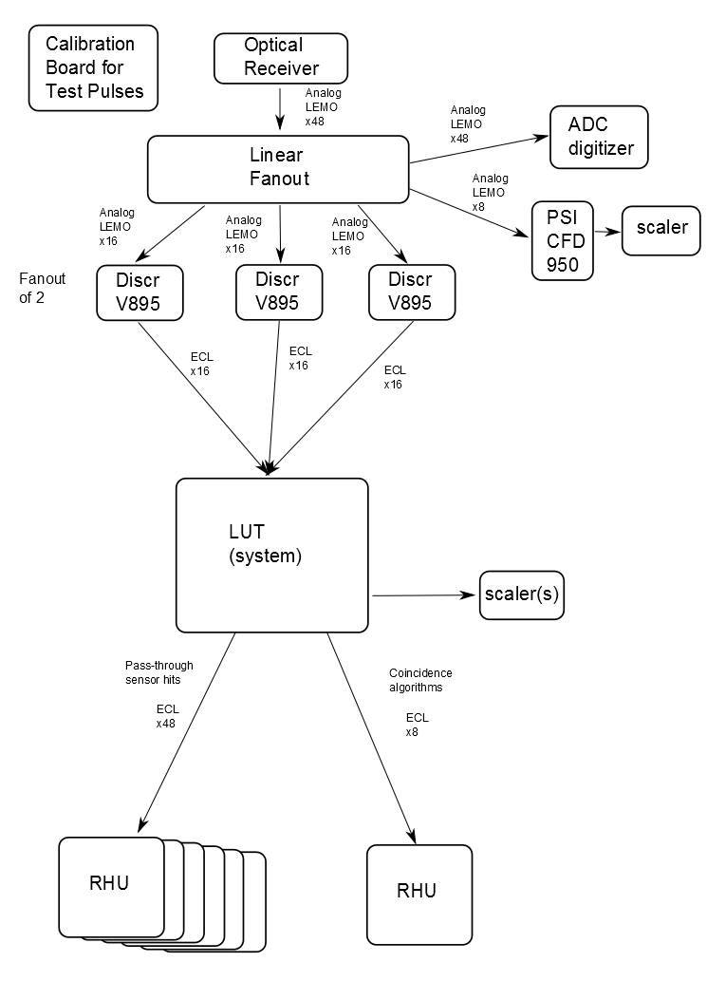 Calibration
Board for
Test Pulses
Optical
Receiver
Analog
LEMO
x48
Linear
Fanout
Analog
LEMO
x48
ADC
digitizer
Analog
LEMO
x8
PSI
CFD
950
scaler
Analog
LEMO
x16
Analog
LEMO
x16
Analog
LEMO
x16
Fanout
of 2
Discr
V895
Discr
V895
Discr
V895
ECL
x16
ECL
x16
ECL
x16
LUT
(system)
scaler(s)
Pass-through
sensor hits
ECL
x48
Coincidence
algorithms
ECL
x8
RHU
RHU